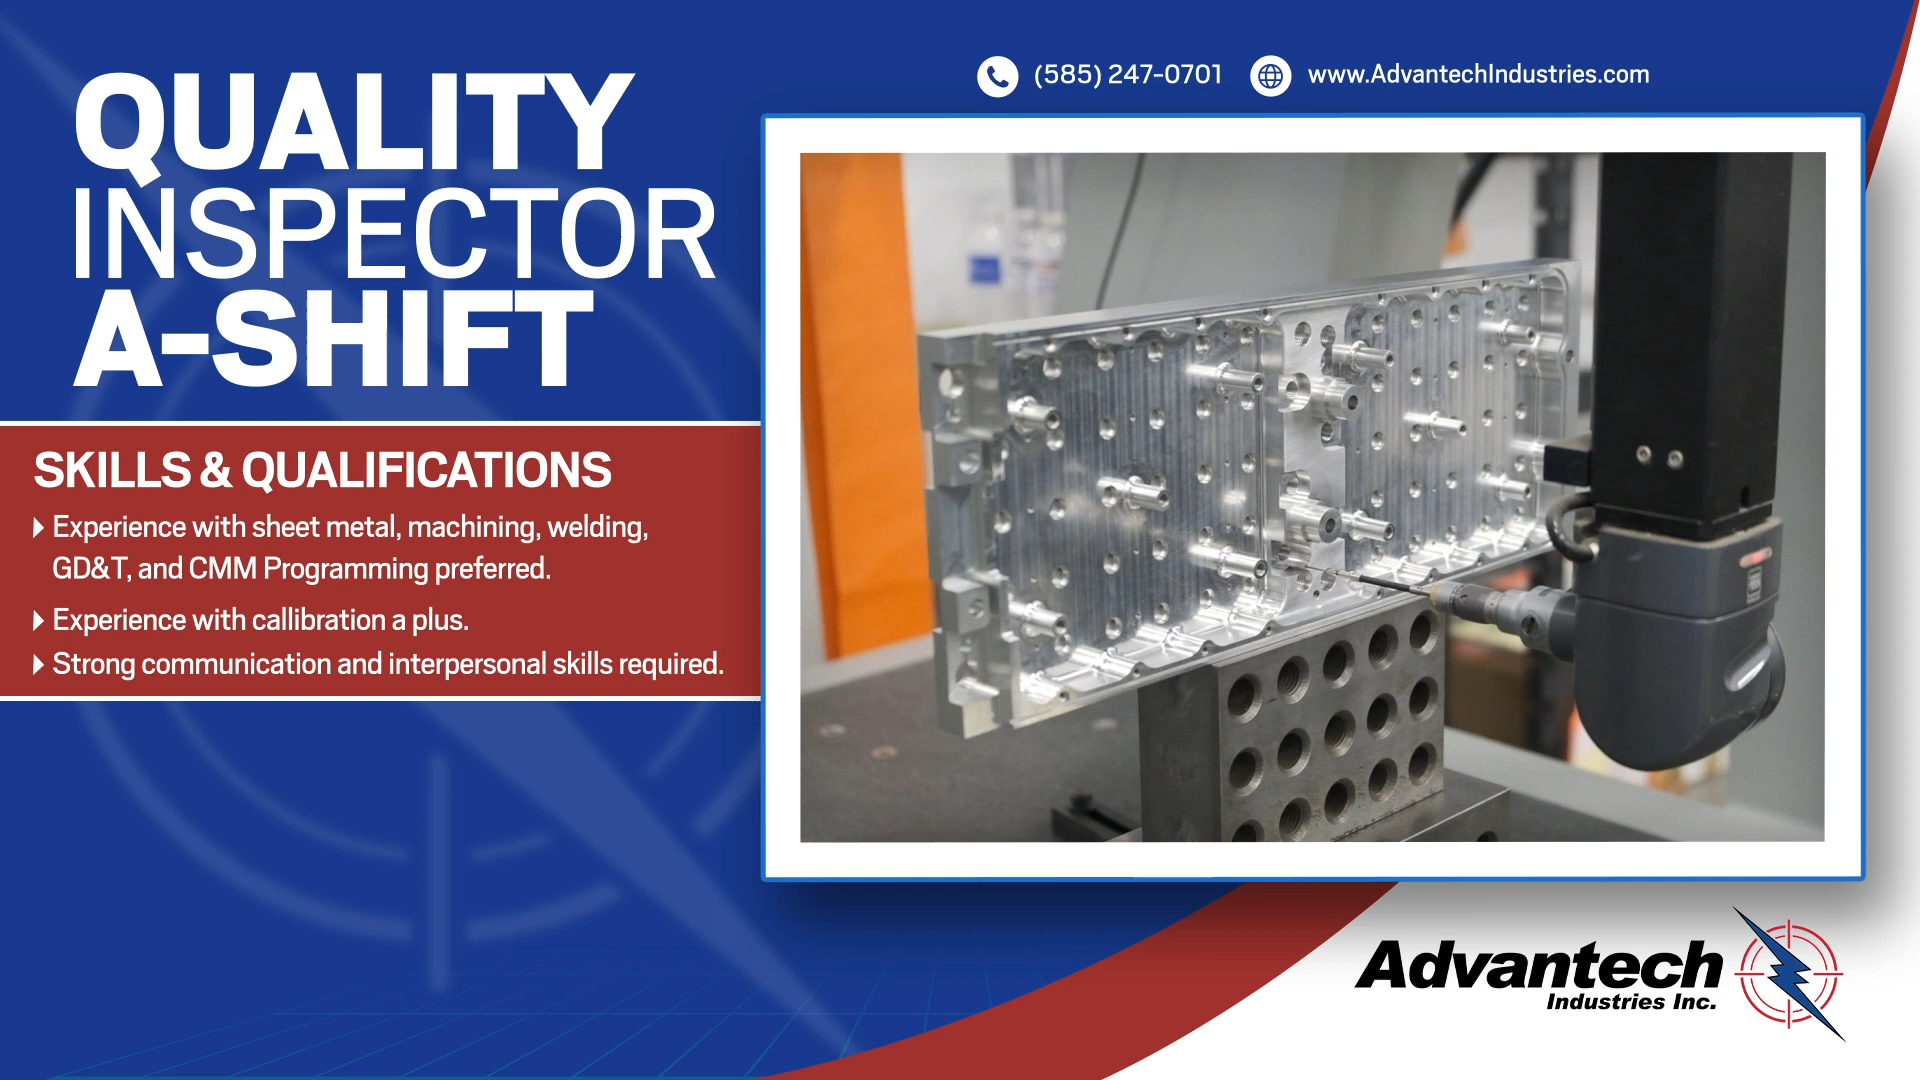 QUALITY
INSPECTOR
A-SHIFT
(585) 247-0701
www.AdvantechIndustries.com
SKILLS & QUALIFICATIONS
Experience with sheet metal, machining, welding,
GD&T, and CMM Programming preferred.
Experience with callibration a plus.
Strong communication and interpersonal skills required.
Advantech
Industries Inc.